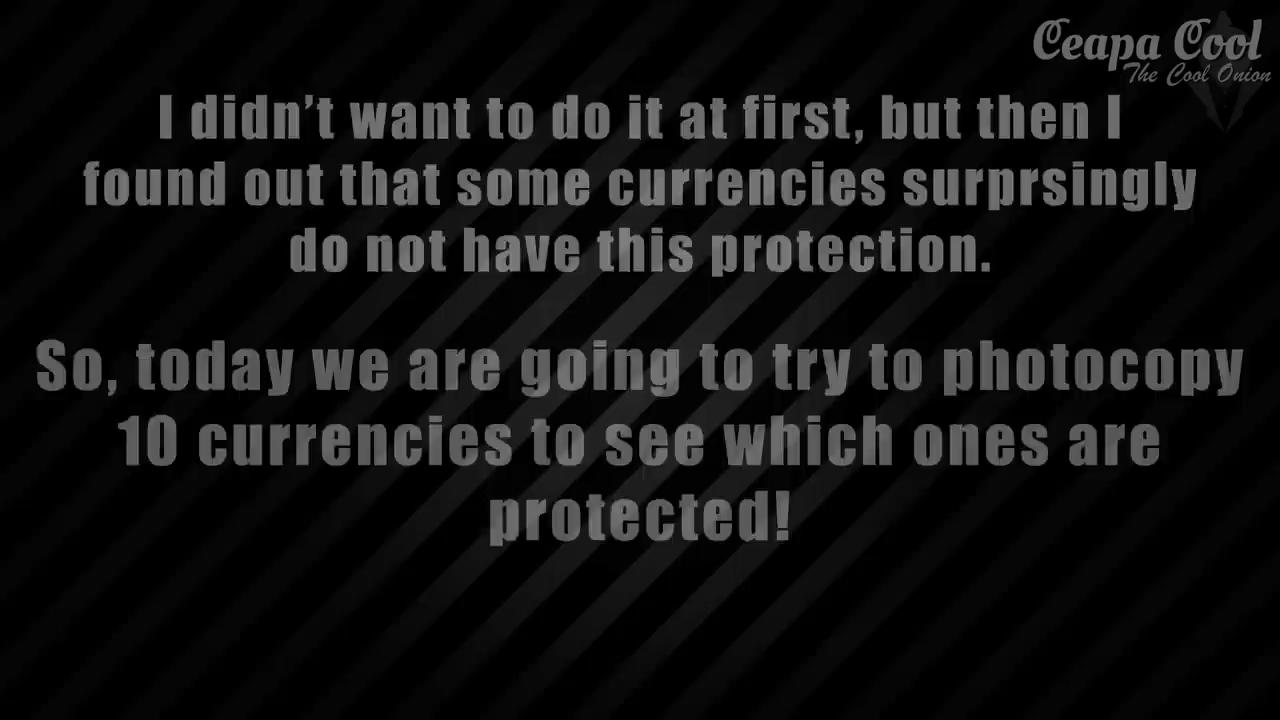 Ceapa Cool
The Cool Onion
I didn’t want to do it at first, but then I
found out that some currencies surprsingly
do not have this protection.
So, today we are going to try to photocopy
10 currencies to see which ones are
protected!